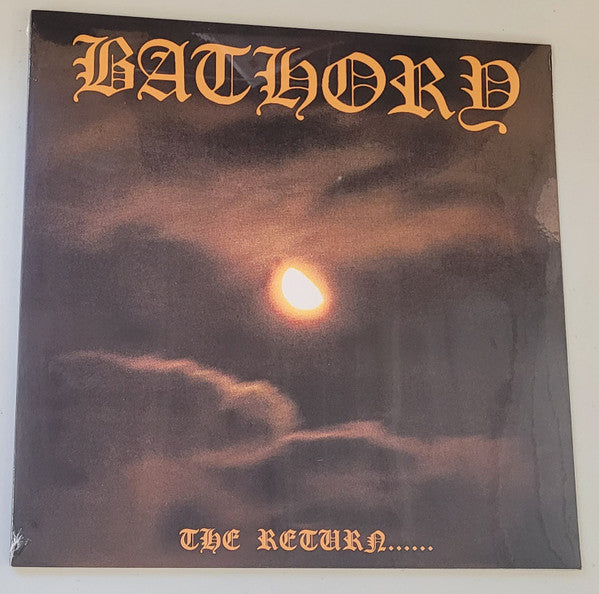 BATHORY
THE RETURN......